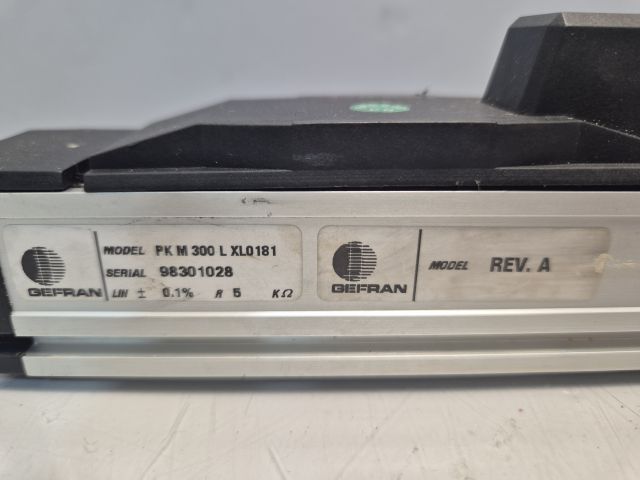 MODEL PK M 300 L XL0181
SERIAL 98301028
LIN ± 0.1% R 5 KΩ
GEFRAN
MODEL REV. A
GEFRAN